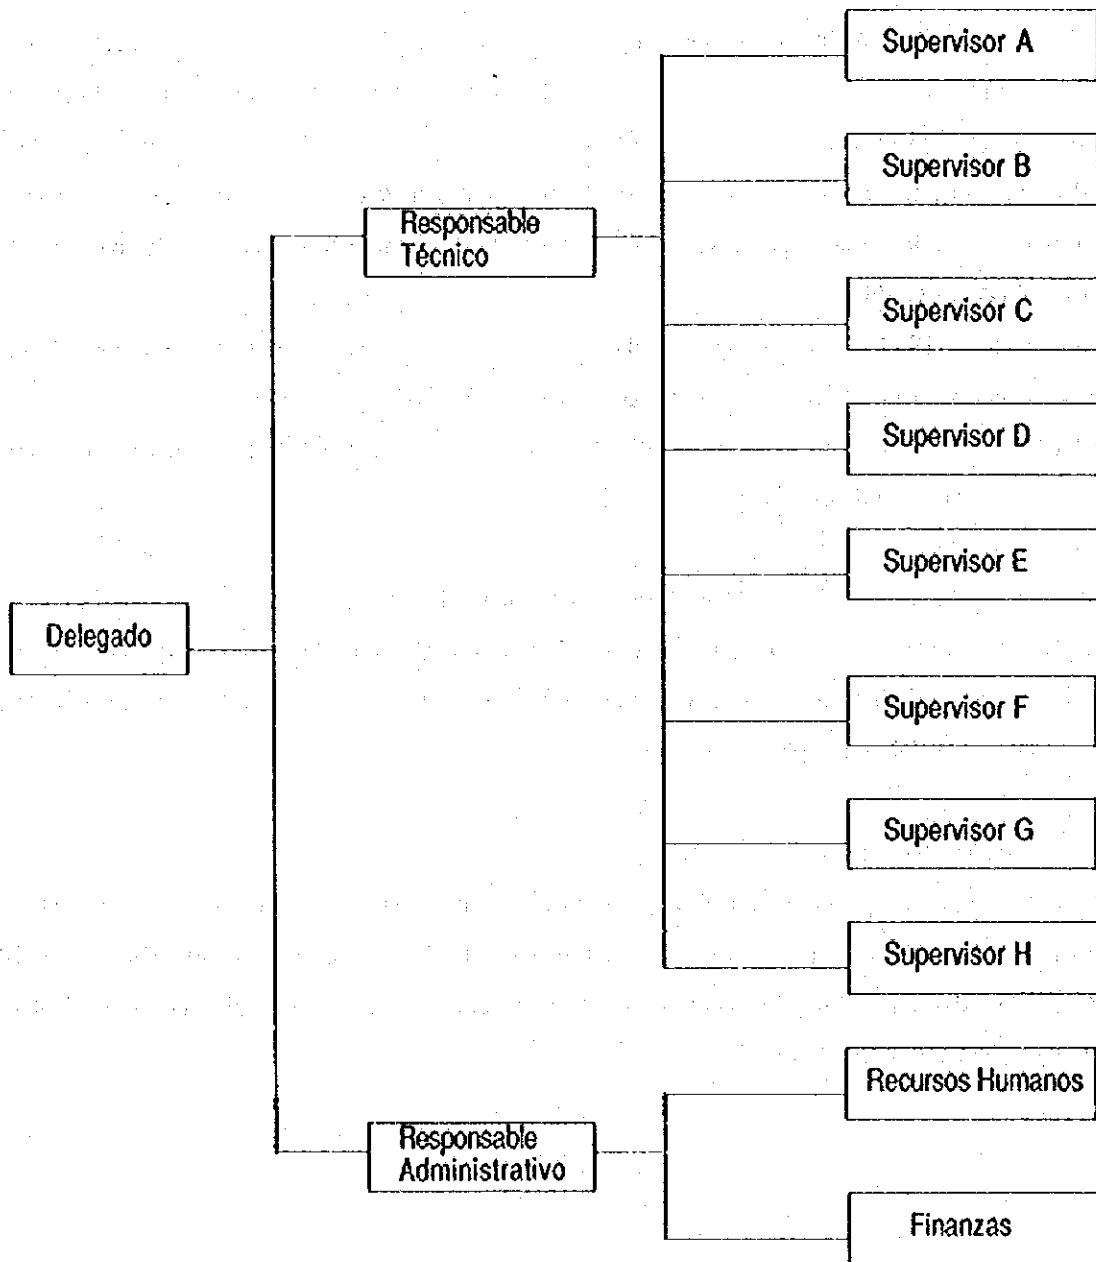 Supervisor A
Supervisor B
Responsable
Técnico
Supervisor C
Supervisor D
Supervisor E
Delegado
Supervisor F
Supervisor G
Supervisor H
Recursos Humanos
Responsable
Administrativo
Finanzas